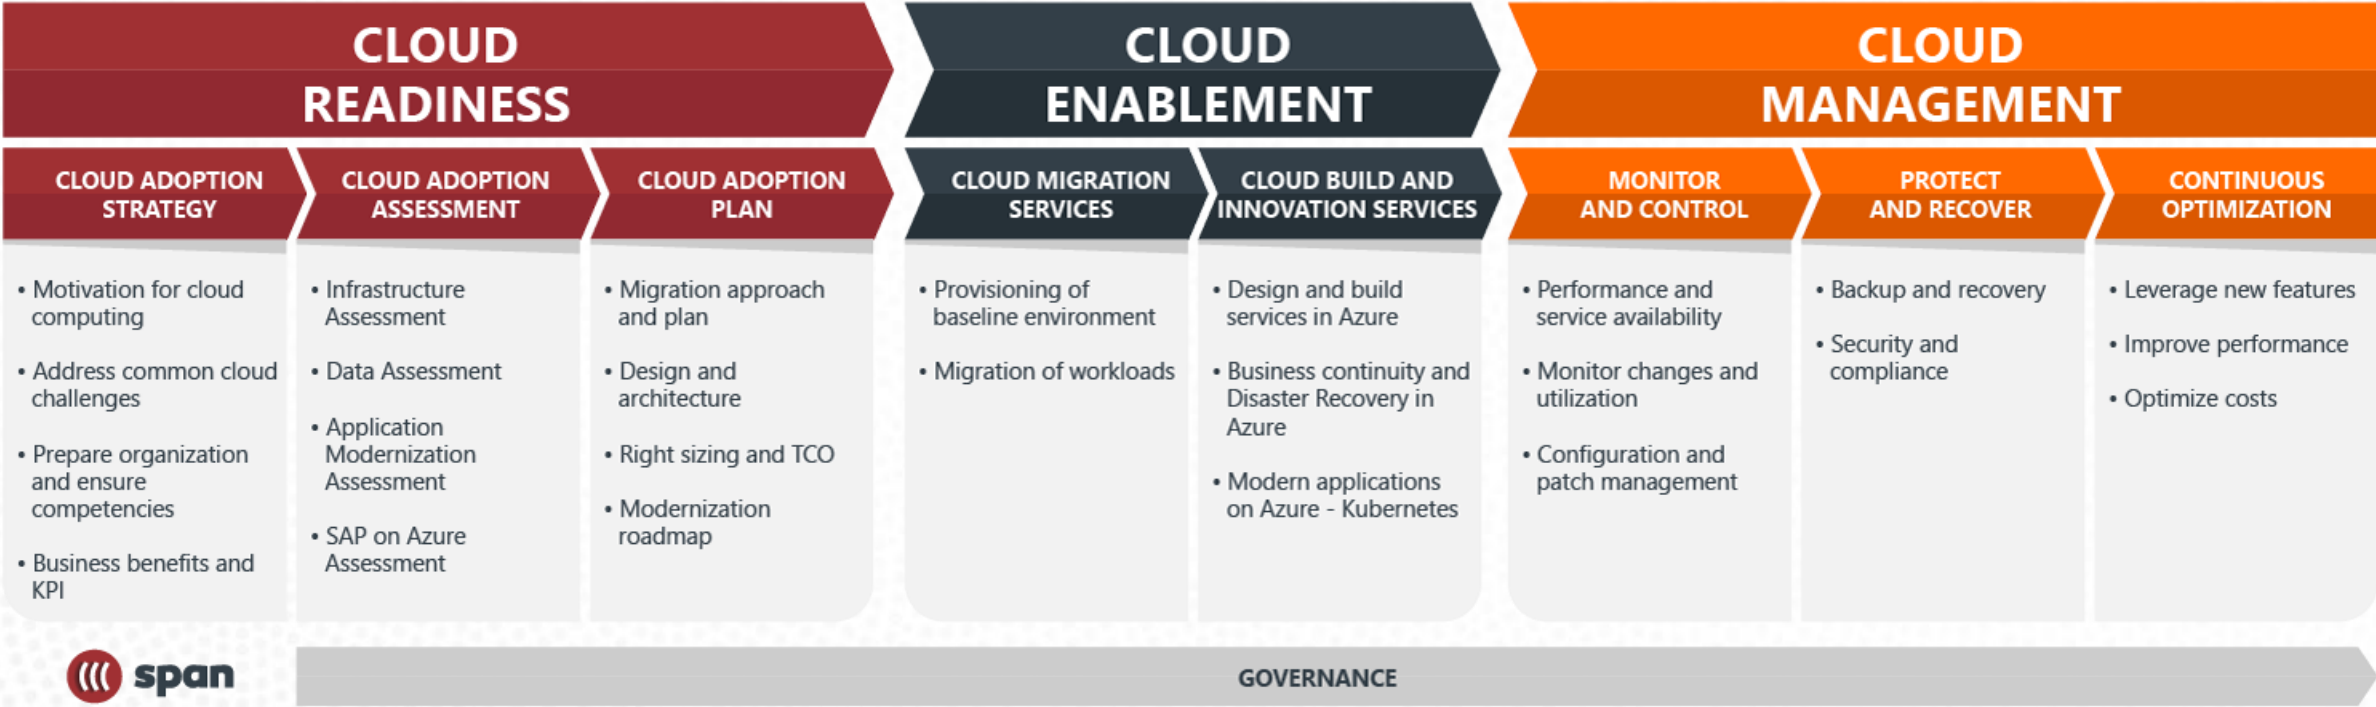 CLOUD
READINESS
CLOUD
ENABLEMENT
CLOUD
MANAGEMENT
CLOUD ADOPTION
STRATEGY
CLOUD ADOPTION
ASSESSMENT
CLOUD ADOPTION
PLAN
CLOUD MIGRATION
SERVICES
CLOUD BUILD AND
INNOVATION SERVICES
MONITOR
AND CONTROL
PROTECT
AND RECOVER
CONTINUOUS
OPTIMIZATION
• Motivation for cloud
computing
• Address common cloud
challenges
• Prepare organization
and ensure
competencies
• Business benefits and
KPI
• Infrastructure
Assessment
• Data Assessment
• Application
Modernization
Assessment
• SAP on Azure
Assessment
• Migration approach
and plan
• Design and
architecture
• Right sizing and TCO
• Modernization
roadmap
• Provisioning of
baseline environment
• Migration of workloads
• Design and build
services in Azure
• Business continuity and
Disaster Recovery in
Azure
• Modern applications
on Azure - Kubernetes
• Performance and
service availability
• Monitor changes and
utilization
• Configuration and
patch management
• Backup and recovery
• Security and
compliance
• Leverage new features
• Improve performance
• Optimize costs
span
GOVERNANCE